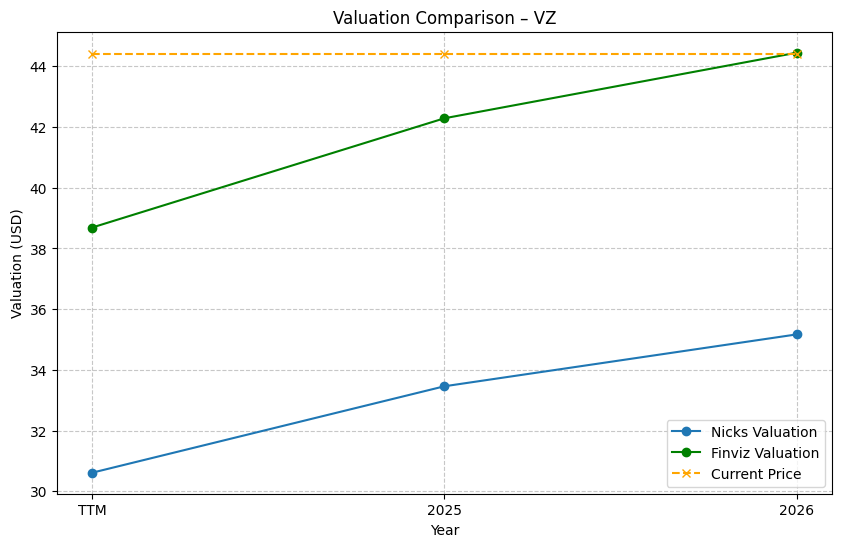 Valuation Comparison – VZ
Valuation (USD)
44
42
40
38
36
34
32
30
Nicks Valuation
Finviz Valuation
Current Price
TTM 2025 2026
Year